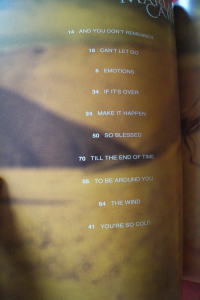 14 AND YOU DON'T REMEMBER
18 CAN'T LET GO
8 EMOTIONS
34 IF IT'S OVER
24 MAKE IT HAPPEN
50 SO BLESSED
70 TILL THE END OF TIME
TO BE AROUND YOU
THE WIND
41 YOU'RE SO COLD